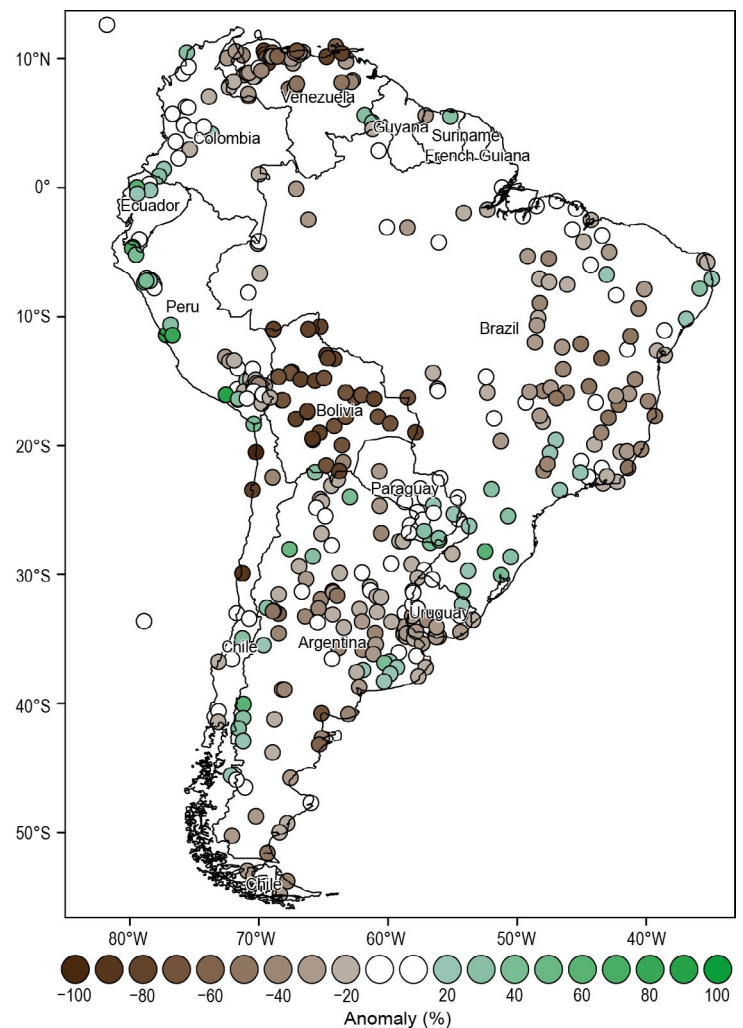 10°N
Venezuela
Guyana
Suriname
Colombia
French Guiana
0°
Ecuador
Peru
10°S
Brazil
Bolivia
20°S
Paraguay
30°S
Uruguay
Argentina
Chile
40°S
50°S
Chile
80°W 70°W 60°W 50°W 40°W
−100 −80 −60 −40 −20 20 40 60 80 100
Anomaly (%)